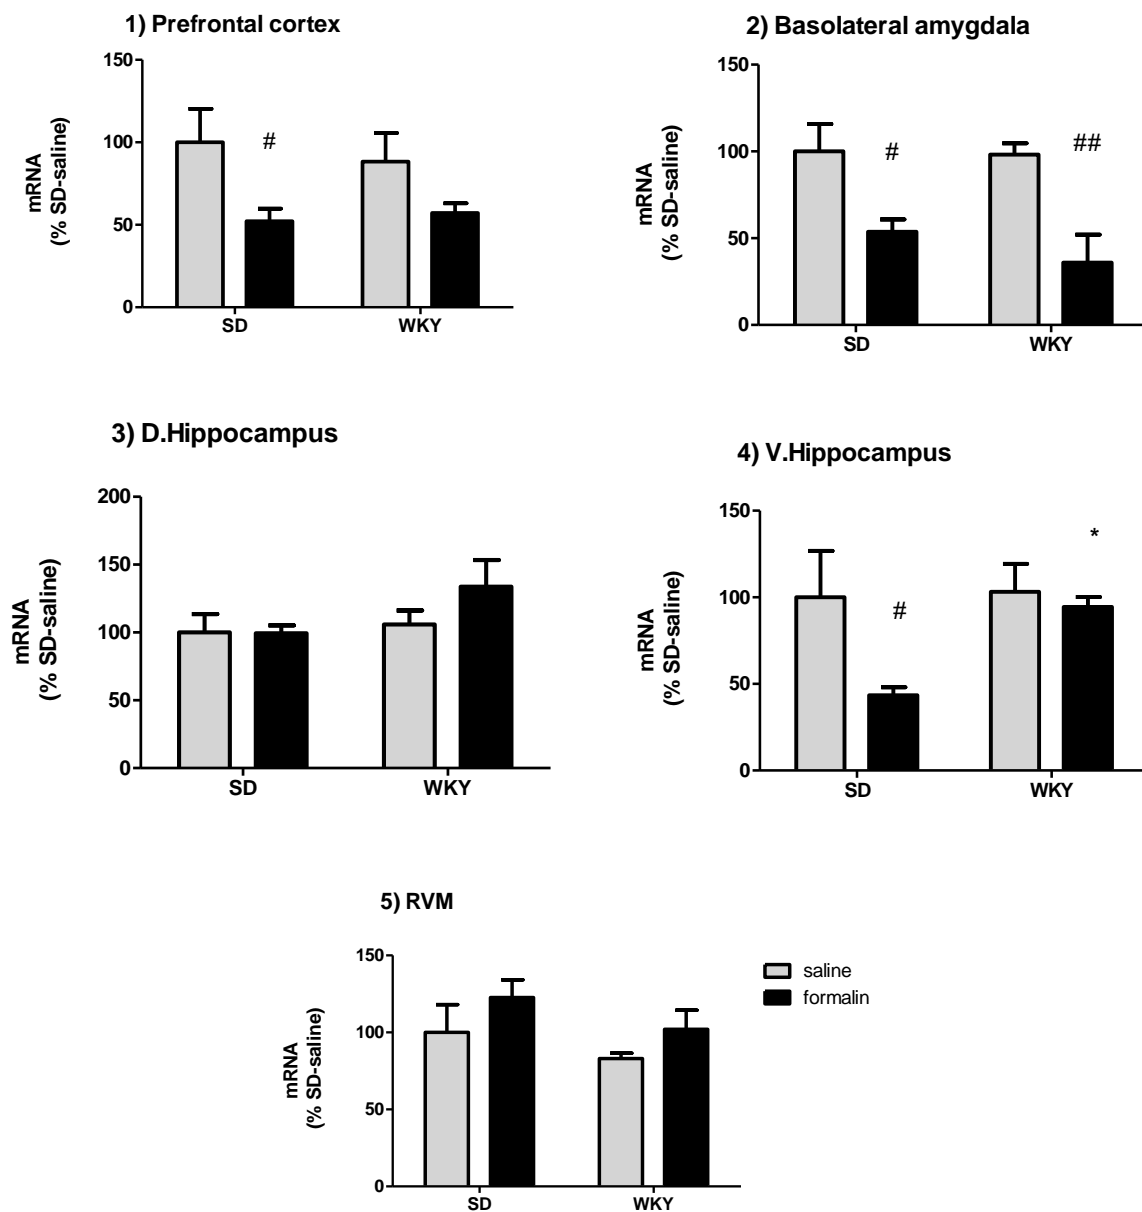 1) Prefrontal cortex
mRNA
(% SD-saline)
150
100
50
0
#
SD
WKY
2) Basolateral amygdala
mRNA
(% SD-saline)
150
100
50
0
#
##
SD
WKY
3) D.Hippocampus
mRNA
(% SD-saline)
200
150
100
50
0
SD
WKY
4) V.Hippocampus
mRNA
(% SD-saline)
150
100
50
0
#
*
SD
WKY
5) RVM
mRNA
(% SD-saline)
150
100
50
0
SD
WKY
saline
formalin